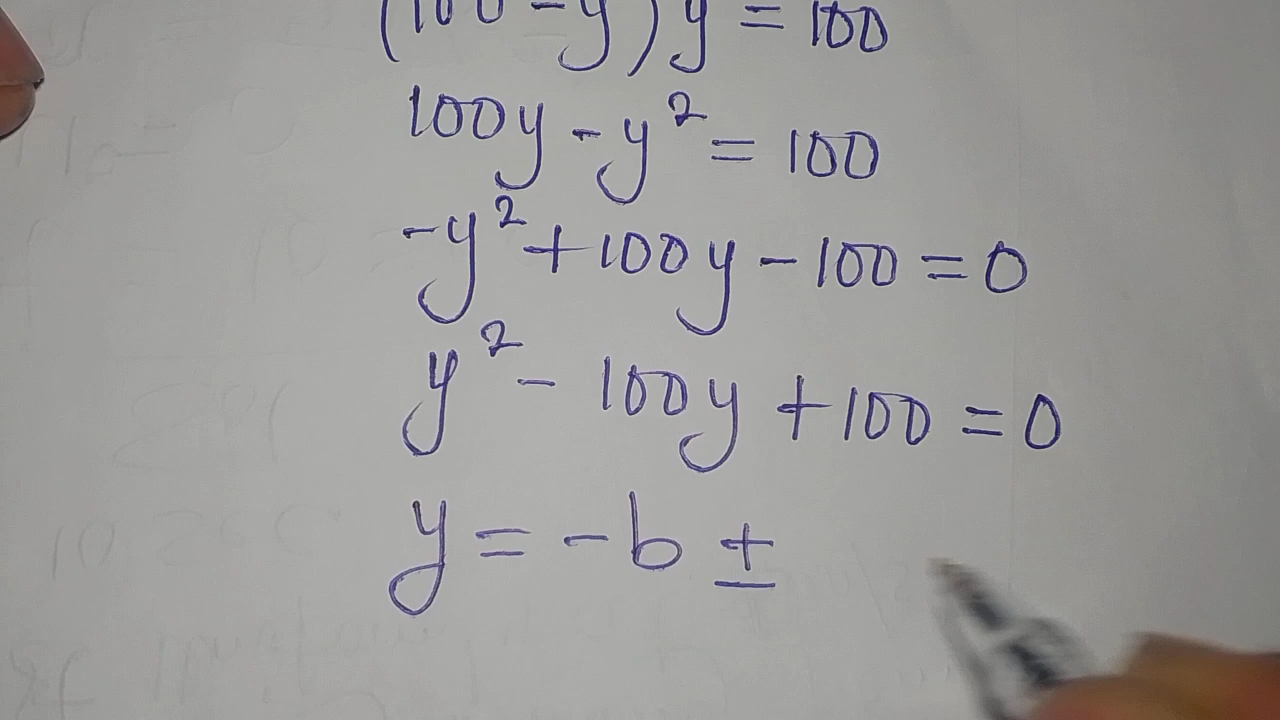 (100 - y) y = 100
100y - y² = 100
-y² + 100y - 100 = 0
y² - 100y + 100 = 0
y = -b ±